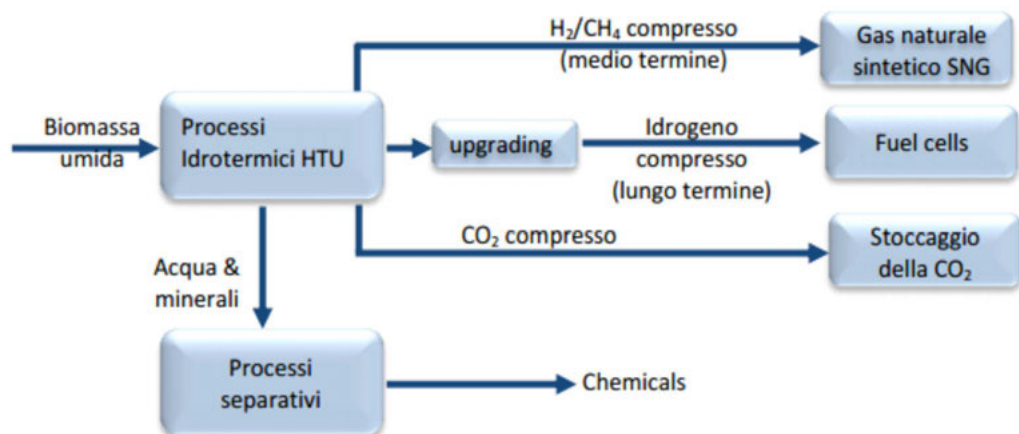 H₂/CH₄ compresso
(medio termine)
Gas naturale
sintetico SNG
Biomassa
umida
Processi
Idrotermici HTU
upgrading
Idrogeno
compresso
(lungo termine)
Fuel cells
CO₂ compresso
Stoccaggio
della CO₂
Acqua &
minerali
Processi
separativi
Chemicals